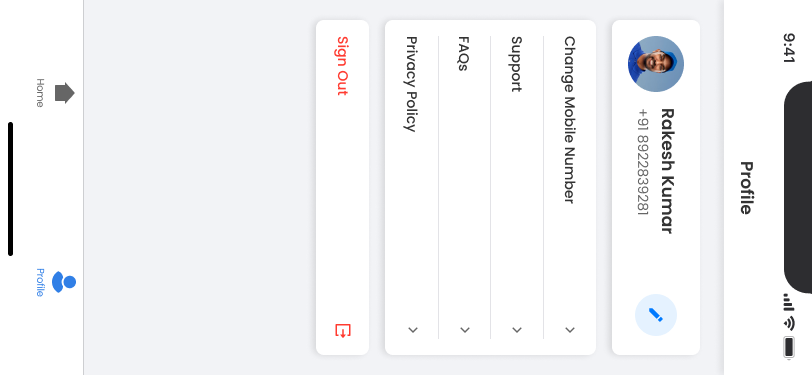 9:41
Profile
Rakesh Kumar
+91 8922839281
Change Mobile Number
Support
FAQs
Privacy Policy
Sign Out
Home
Profile